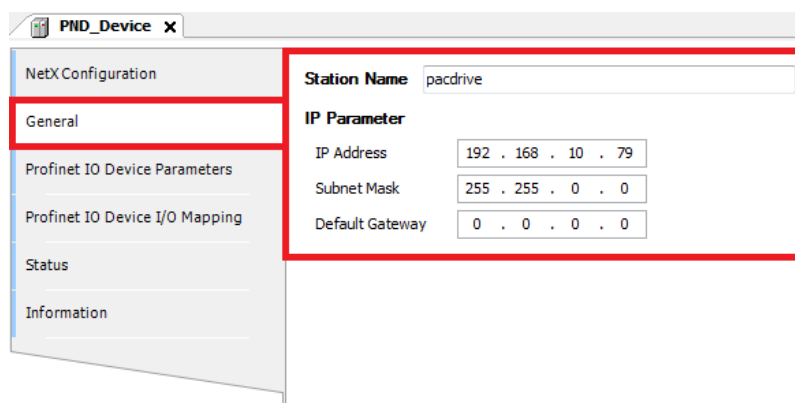 PND_Device X
NetX Configuration
General
Profinet IO Device Parameters
Profinet IO Device I/O Mapping
Status
Information
Station Name pacdrive
IP Parameter
IP Address 192 . 168 . 10 . 79
Subnet Mask 255 . 255 . 0 . 0
Default Gateway 0 . 0 . 0 . 0